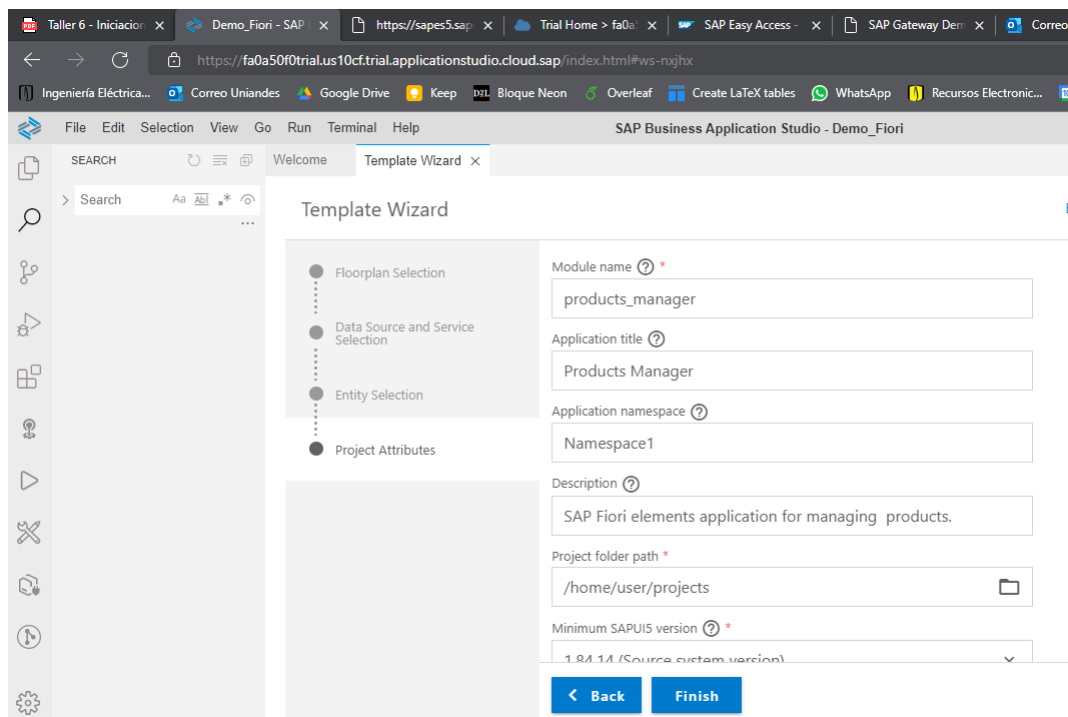 Taller 6 - Iniciacion
Demo_Fiori - SAP
https://sapes5.sap
Trial Home > fa0a5
SAP Easy Access -
SAP Gateway Dem
Correo
https://fa0a50f0trial.us10cf.trial.applicationstudio.cloud.sap/index.html#ws-nxjhx
Ingeniería Eléctrica...
Correo Uniandes
Google Drive
Keep
D2L
Bloque Neon
Overleaf
Create LaTeX tables
WhatsApp
Recursos Electronic...
File Edit Selection View Go Run Terminal Help
SAP Business Application Studio - Demo_Fiori
SEARCH
Welcome
Template Wizard
Search
Aa Abl .*
...
Template Wizard
Floorplan Selection
Data Source and Service
Selection
Entity Selection
Project Attributes
Module name ? *
products_manager
Application title ?
Products Manager
Application namespace ?
Namespace1
Description ?
SAP Fiori elements application for managing  products.
Project folder path *
/home/user/projects
Minimum SAPUI5 version ? *
1.84.14 (Source system version)
< Back
Finish